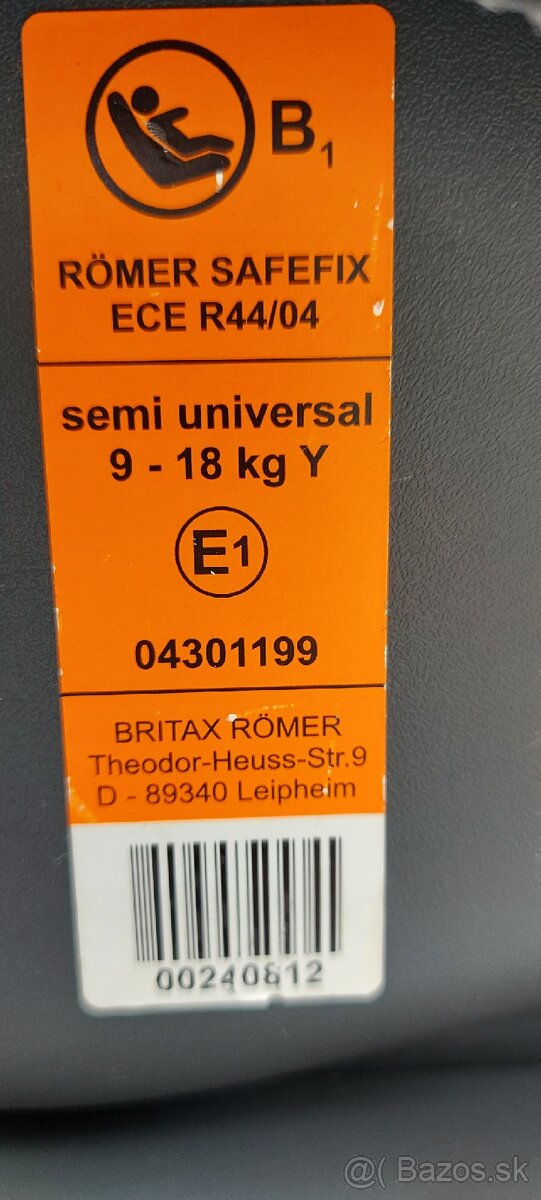 B1
RÖMER SAFEFIX
ECE R44/04
semi universal
9 - 18 kg Y
E1
04301199
BRITAX RÖMER
Theodor-Heuss-Str.9
D - 89340 Leipheim
00240812
@( Bazos.sk